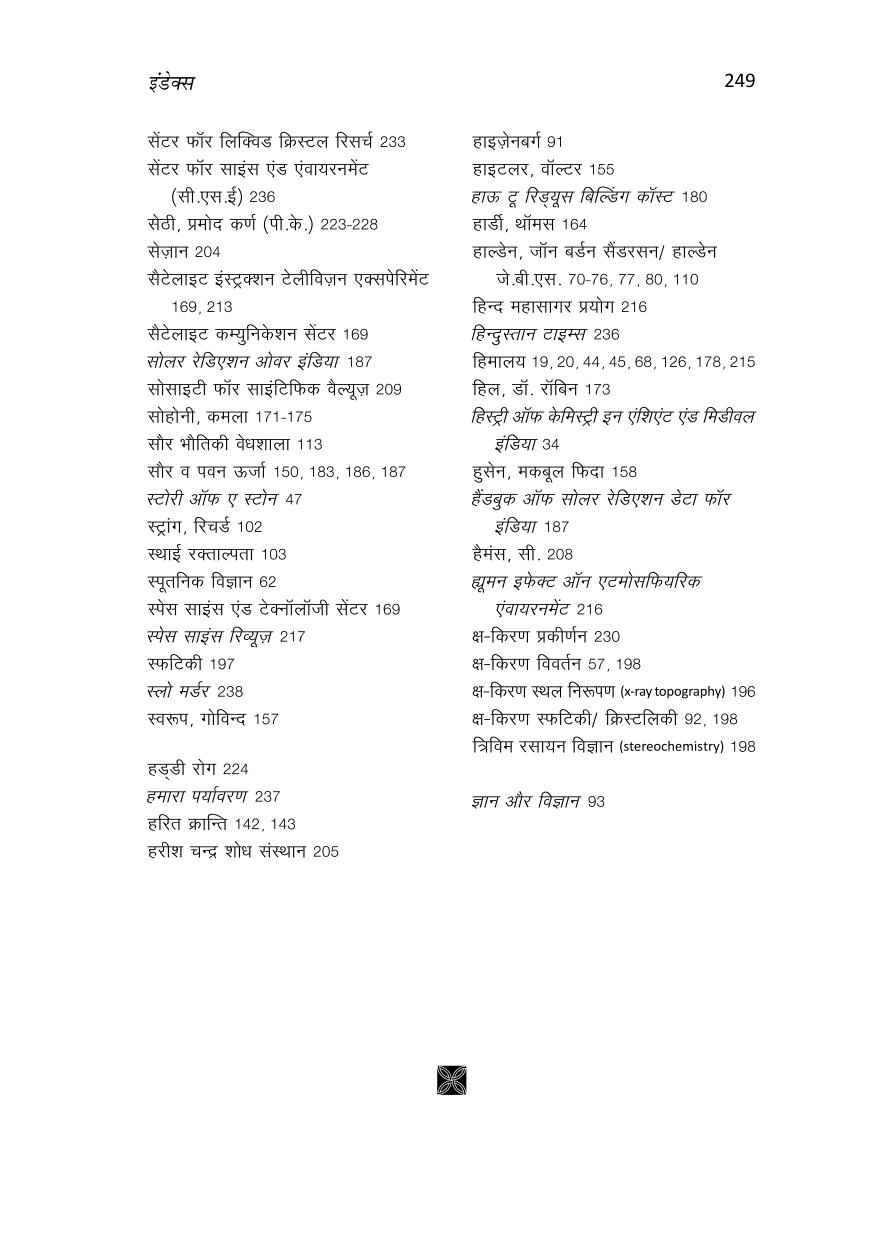 इंडेक्स
249
सेंटर फॉर लिक्विड क्रिस्टल रिसर्च 233
सेंटर फॉर साइंस एंड एंवायरनमेंट
(सी.एस.ई) 236
सेठी, प्रमोद कर्ण (पी.के.) 223-228
सेज़ान 204
सैटेलाइट इंस्ट्रक्शन टेलीविज़न एक्सपेरिमेंट
169, 213
सैटेलाइट कम्युनिकेशन सेंटर 169
सोलर रेडिएशन ओवर इंडिया 187
सोसाइटी फॉर साइंटिफिक वैल्यूज़ 209
सोहोनी, कमला 171-175
सौर भौतिकी वेधशाला 113
सौर व पवन ऊर्जा 150, 183, 186, 187
स्टोरी ऑफ ए स्टोन 47
स्ट्रांग, रिचर्ड 102
स्थाई रक्ताल्पता 103
स्पूतनिक विज्ञान 62
स्पेस साइंस एंड टेक्नॉलॉजी सेंटर 169
स्पेस साइंस रिव्यूज़ 217
स्फटिकी 197
स्लो मर्डर 238
स्वरूप, गोविन्द 157
हड्डी रोग 224
हमारा पर्यावरण 237
हरित क्रान्ति 142, 143
हरीश चन्द्र शोध संस्थान 205
हाइज़ेनबर्ग 91
हाइटलर, वॉल्टर 155
हाऊ टू रिड्यूस बिल्डिंग कॉस्ट 180
हार्डी, थॉमस 164
हाल्डेन, जॉन बर्डन सैंडरसन/ हाल्डेन
जे.बी.एस. 70-76, 77, 80, 110
हिन्द महासागर प्रयोग 216
हिन्दुस्तान टाइम्स 236
हिमालय 19, 20, 44, 45, 68, 126, 178, 215
हिल, डॉ. रॉबिन 173
हिस्ट्री ऑफ केमिस्ट्री इन एंशिएंट एंड मिडीवल
इंडिया 34
हुसेन, मकबूल फिदा 158
हैंडबुक ऑफ सोलर रेडिएशन डेटा फॉर
इंडिया 187
हैमंस, सी. 208
ह्यूमन इफेक्ट ऑन एटमोसफियरिक
एंवायरनमेंट 216
क्ष-किरण प्रकीर्णन 230
क्ष-किरण विवर्तन 57, 198
क्ष-किरण स्थल निरूपण (x-ray topography) 196
क्ष-किरण स्फटिकी/ क्रिस्टलिकी 92, 198
त्रिविम रसायन विज्ञान (stereochemistry) 198
ज्ञान और विज्ञान 93